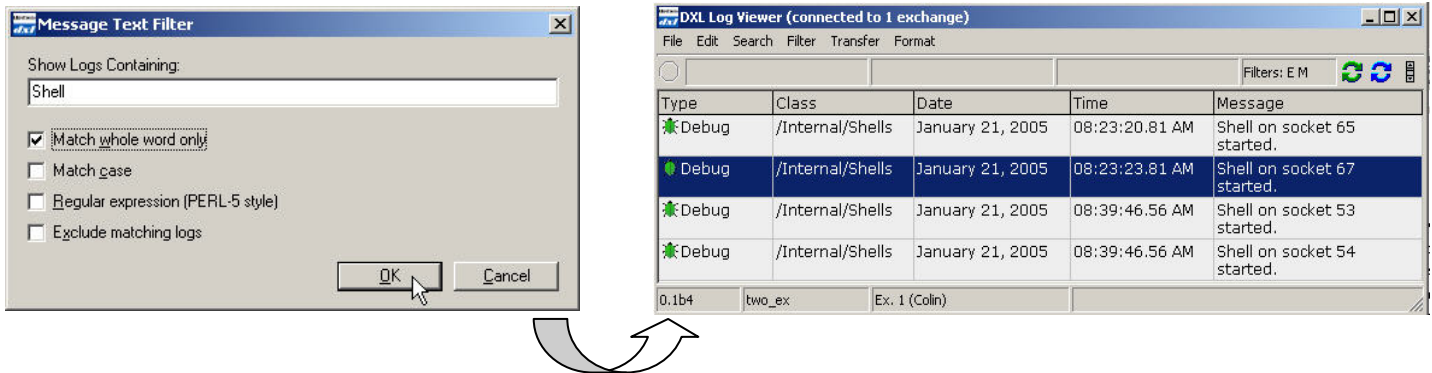 Message Text Filter
Show Logs Containing:
Shell
Match whole word only
Match case
Regular expression (PERL-5 style)
Exclude matching logs
OK Cancel
DXL Log Viewer (connected to 1 exchange)
File Edit Search Filter Transfer Format
Filters: E M
Type Class Date Time Message
Debug /Internal/Shells January 21, 2005 08:23:20.81 AM Shell on socket 65
started.
Debug /Internal/Shells January 21, 2005 08:23:23.81 AM Shell on socket 67
started.
Debug /Internal/Shells January 21, 2005 08:39:46.56 AM Shell on socket 53
started.
Debug /Internal/Shells January 21, 2005 08:39:46.56 AM Shell on socket 54
started.
0.1b4 two_ex Ex. 1 (Colin)